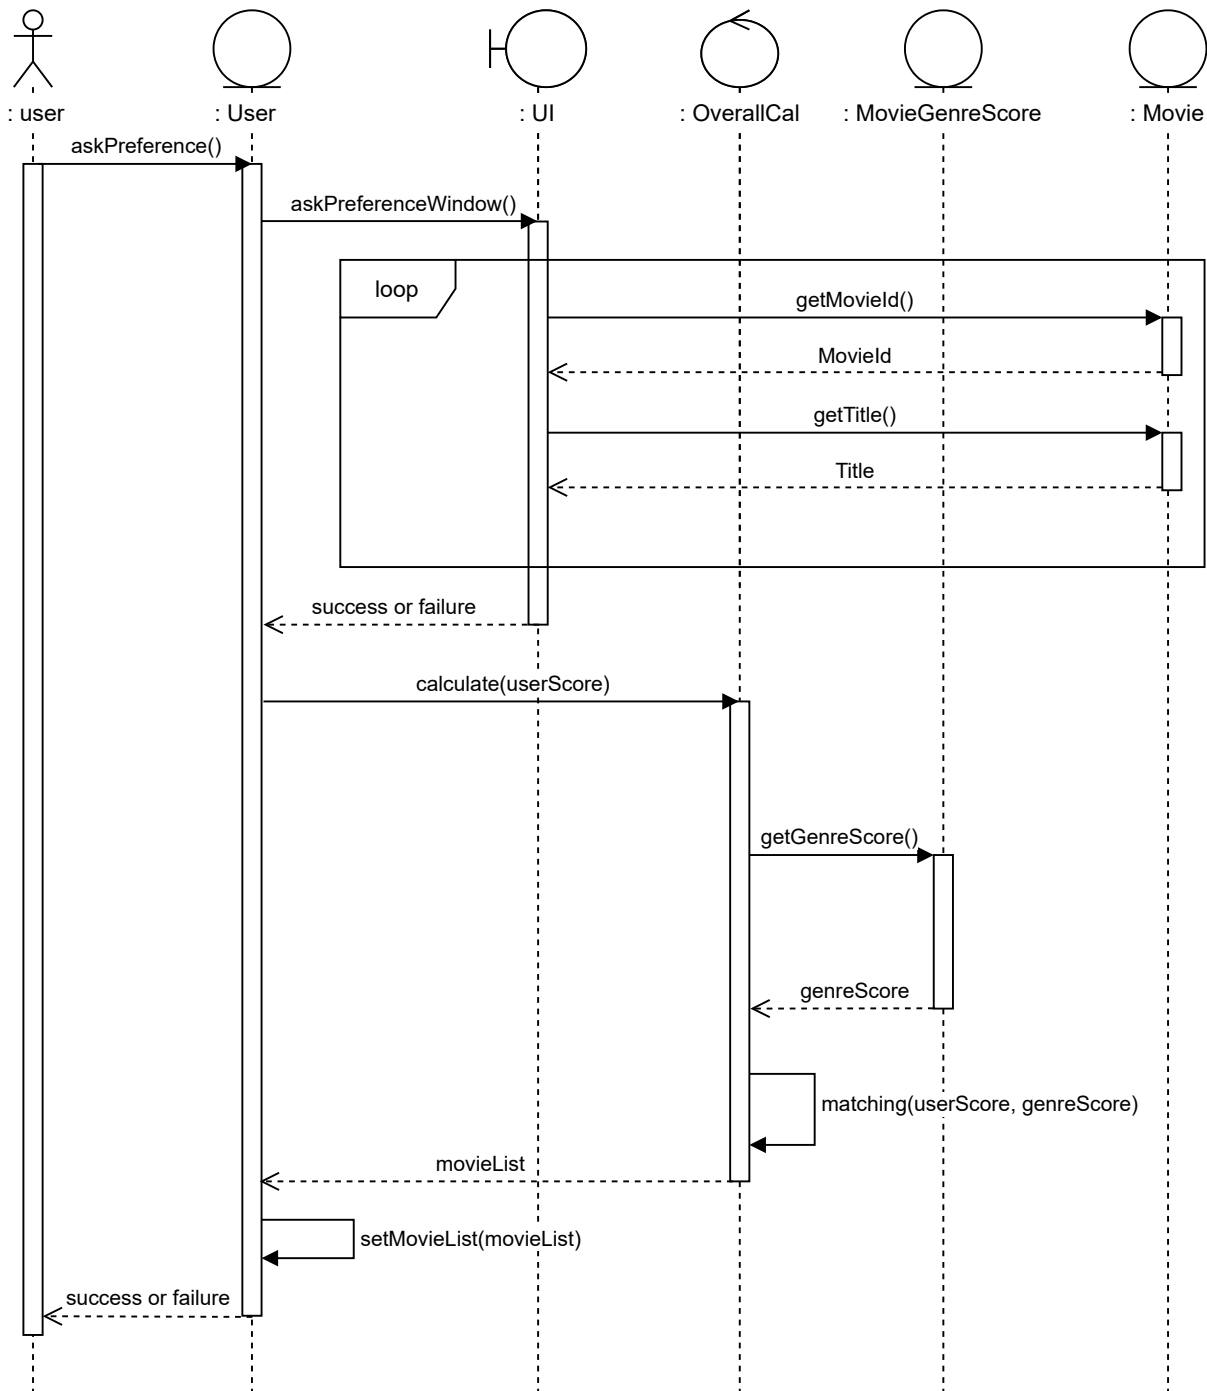 : user
: User
: UI
: OverallCal
: MovieGenreScore
: Movie
askPreference()
askPreferenceWindow()
loop
getMovieId()
MovieId
getTitle()
Title
success or failure
calculate(userScore)
getGenreScore()
genreScore
matching(userScore, genreScore)
movieList
setMovieList(movieList)
success or failure